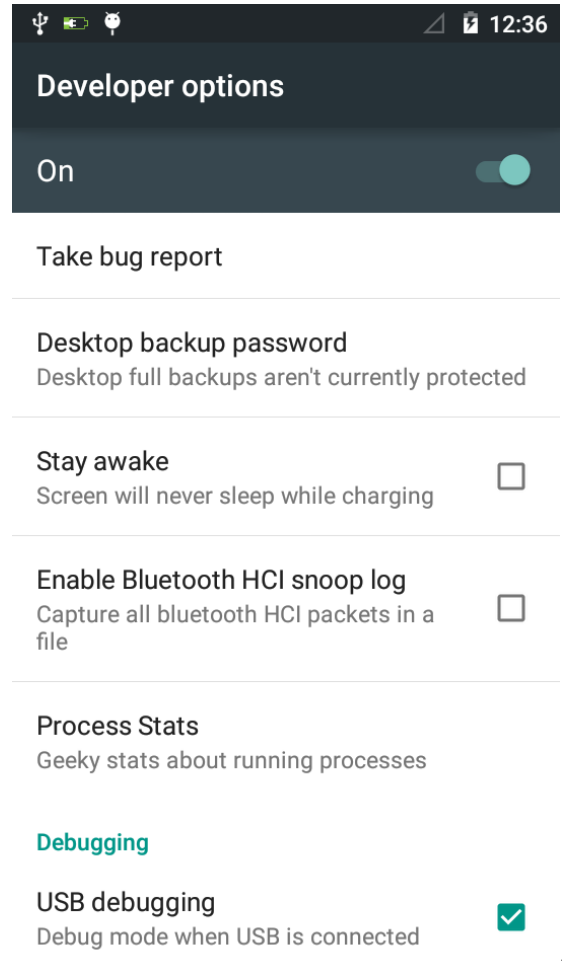 12:36
Developer options
On
Take bug report
Desktop backup password
Desktop full backups aren't currently protected
Stay awake
Screen will never sleep while charging
Enable Bluetooth HCI snoop log
Capture all bluetooth HCI packets in a
file
Process Stats
Geeky stats about running processes
Debugging
USB debugging
Debug mode when USB is connected